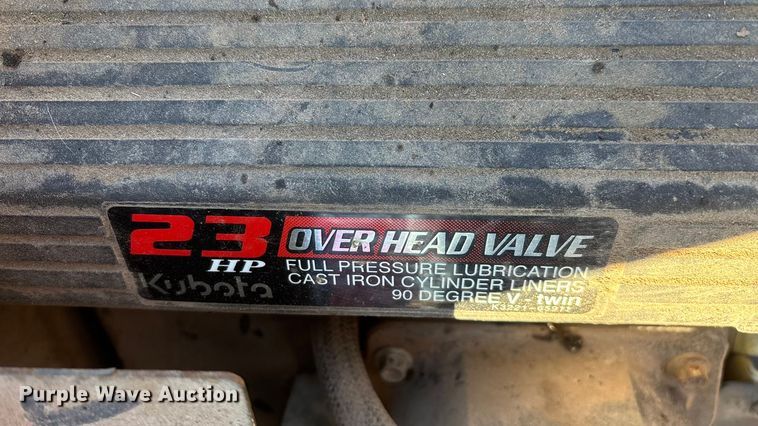 23 OVER HEAD VALVE
HP FULL PRESSURE LUBRICATION
Kubota CAST IRON CYLINDER LINERS
90 DEGREE V-twin
Purple Wave Auction